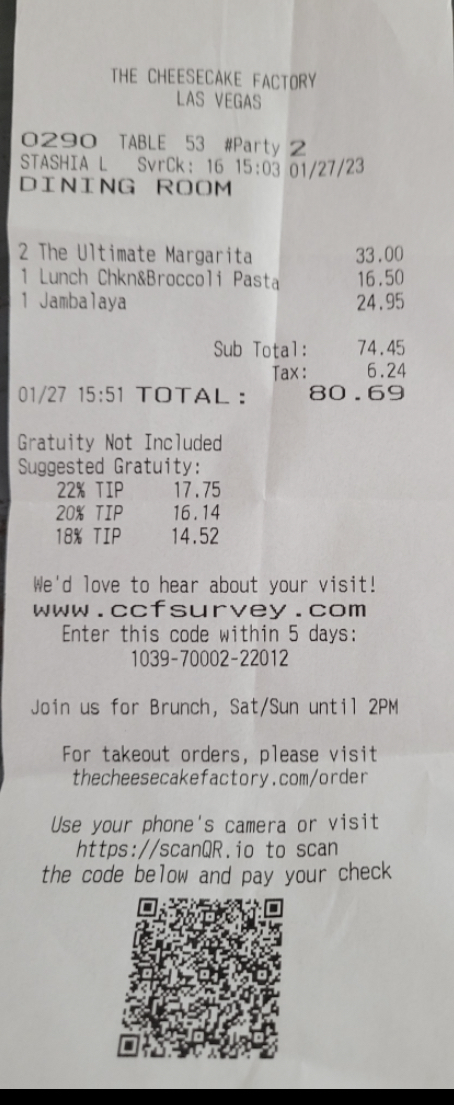 THE CHEESECAKE FACTORY
LAS VEGAS
0290 TABLE 53 #Party 2
STASHIA L SvrCk: 16 15:03 01/27/23
DINING ROOM
2 The Ultimate Margarita 33.00
1 Lunch Chkn&Broccoli Pasta 16.50
1 Jambalaya 24.95
Sub Total: 74.45
Tax: 6.24
01/27 15:51 TOTAL: 80.69
Gratuity Not Included
Suggested Gratuity:
22% TIP 17.75
20% TIP 16.14
18% TIP 14.52
We'd love to hear about your visit!
www.ccfsurvey.com
Enter this code within 5 days:
1039-70002-22012
Join us for Brunch, Sat/Sun until 2PM
For takeout orders, please visit
thecheesecakefactory.com/order
Use your phone's camera or visit
https://scanQR.io to scan
the code below and pay your check